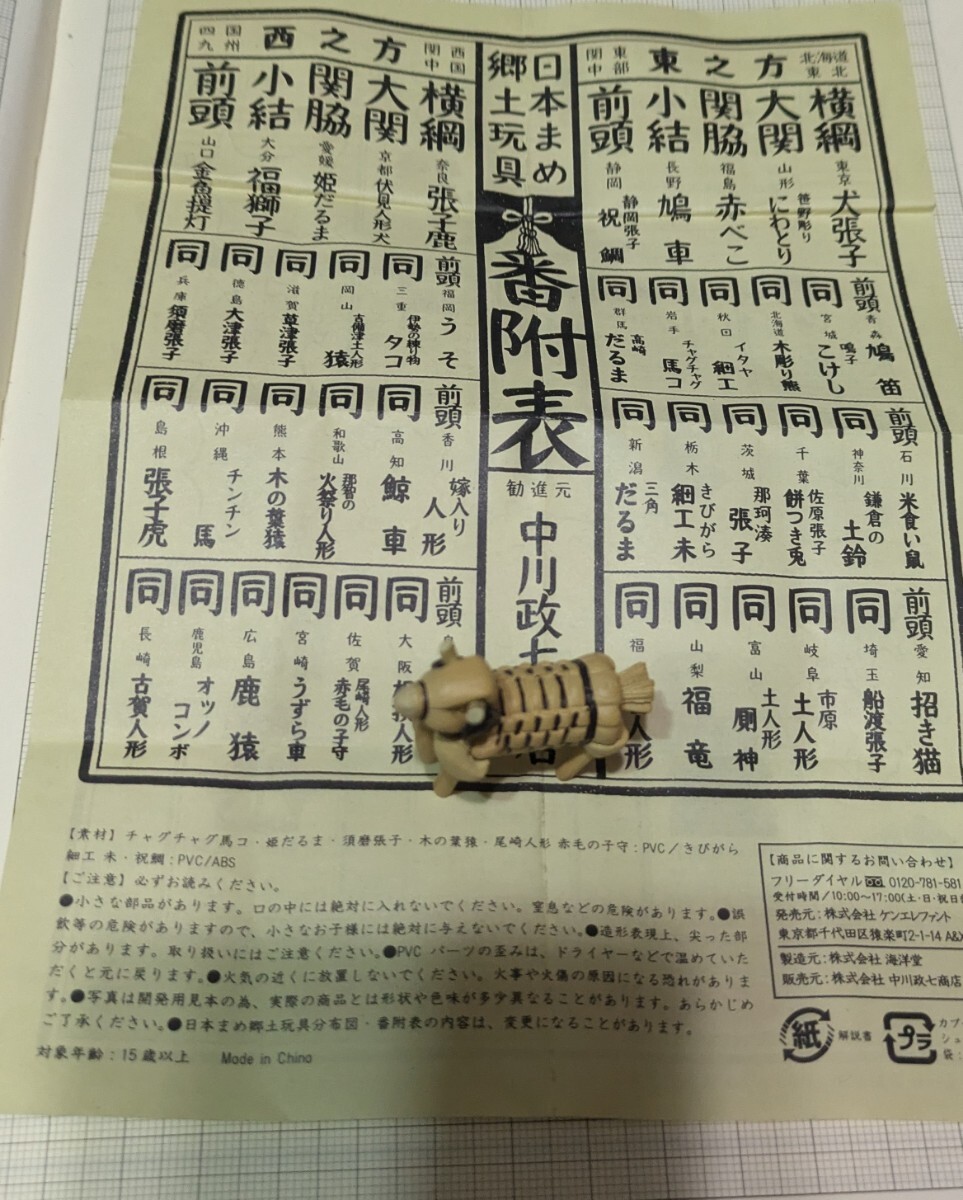 日本まめ
郷土玩具
番附表
勧進元
中川政
東之方
北海道
東北
東部
関中
横綱 東京 犬張子
大関 山形 笹野彫り にわとり
関脇 福島 赤べこ
小結 長野 鳩車
前頭 静岡 静岡張子 祝鯛
前頭 青森 鳩笛
同 宮城 鳴子 こけし
同 北海道 木彫り熊
同 秋田 イタヤ 細工
同 岩手 チャグチャグ 馬コ
同 群馬 高崎 だるま
前頭 石川 米食い鼠
同 神奈川 鎌倉の 土鈴
同 千葉 佐原張子 餅つき兎
同 茨城 那珂湊 張子
同 栃木 きびがら 細工 未
同 新潟 三角 だるま
前頭 愛知 招き猫
同 埼玉 船渡張子
同 岐阜 市原 土人形
同 富山 土人形 厠神
同 山梨 福竜
同 福 人形
西之方
西国
関中
国州
四九
横綱 奈良 張子鹿
大関 京都 伏見人形犬
関脇 愛媛 姫だるま
小結 大分 福獅子
前頭 山口 金魚提灯
前頭 福岡 うそ
同 三重 伊勢の練り物 タコ
同 岡山 吉備津土人形 猿
同 滋賀 草津張子
同 徳島 大津張子
同 兵庫 須磨張子
前頭 香川 嫁入り 人形
同 高知 鯨車
同 和歌山 那智の 火祭り人形
同 熊本 木の葉猿
同 沖縄 チンチン 馬
同 島根 張子虎
前頭
同 大阪 人形
同 佐賀 尾崎人形 赤毛の子守
同 宮崎 うずら車
同 広島 鹿猿
同 鹿児島 オッノ コンボ
同 長崎 古賀人形
【素材】チャグチャグ馬コ・姫だるま・須磨張子・木の葉猿・尾崎人形 赤毛の子守:PVC/きびがら
細工 未・祝鯛:PVC/ABS
【ご注意】必ずお読みください。
●小さな部品があります。口の中には絶対に入れないでください。窒息などの危険があります。●誤
飲等の危険がありますので、小さなお子様には絶対に与えないでください。●造形表現上、尖った部
分があります。取り扱いにはご注意ください。●PVC パーツの歪みは、ドライヤーなどで温めていた
だくと元に戻ります。●火気の近くに放置しないでください。火事や火傷の原因になる恐れがありま
す。●写真は開発用見本の為、実際の商品とは形状や色味が多少異なることがあります。あらかじめ
ご了承ください。●日本まめ郷土玩具分布図・番附表の内容は、変更になることがあります。
対象年齢:15歳以上 Made in China
【商品に関するお問い合わせ】
フリーダイヤル 0120-781-581
受付時間/10:00～17:00(土・日・祝日
発売元:株式会社 ケンエレファント
東京都千代田区猿楽町2-1-14 A&X
製造元:株式会社 海洋堂
販売元:株式会社 中川政七商店
紙 解説書
プラ
カプ
シュ
袋: